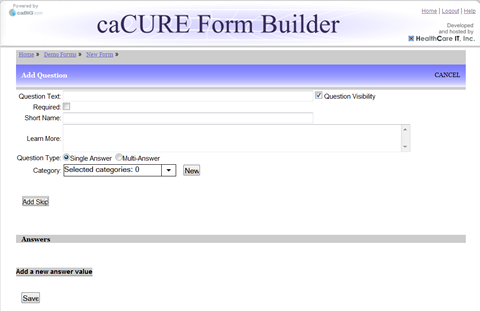 Powered by
caBIG
caCURE Form Builder
Home | Logout | Help
Developed
and hosted by
HealthCare IT, Inc.
Home » Demo Forms » New Form »
Add Question CANCEL
Question Text: Question Visibility
Required:
Short Name:
Learn More:
Question Type: Single Answer Multi-Answer
Category: Selected categories: 0 New
Add Skip
Answers
Add a new answer value
Save